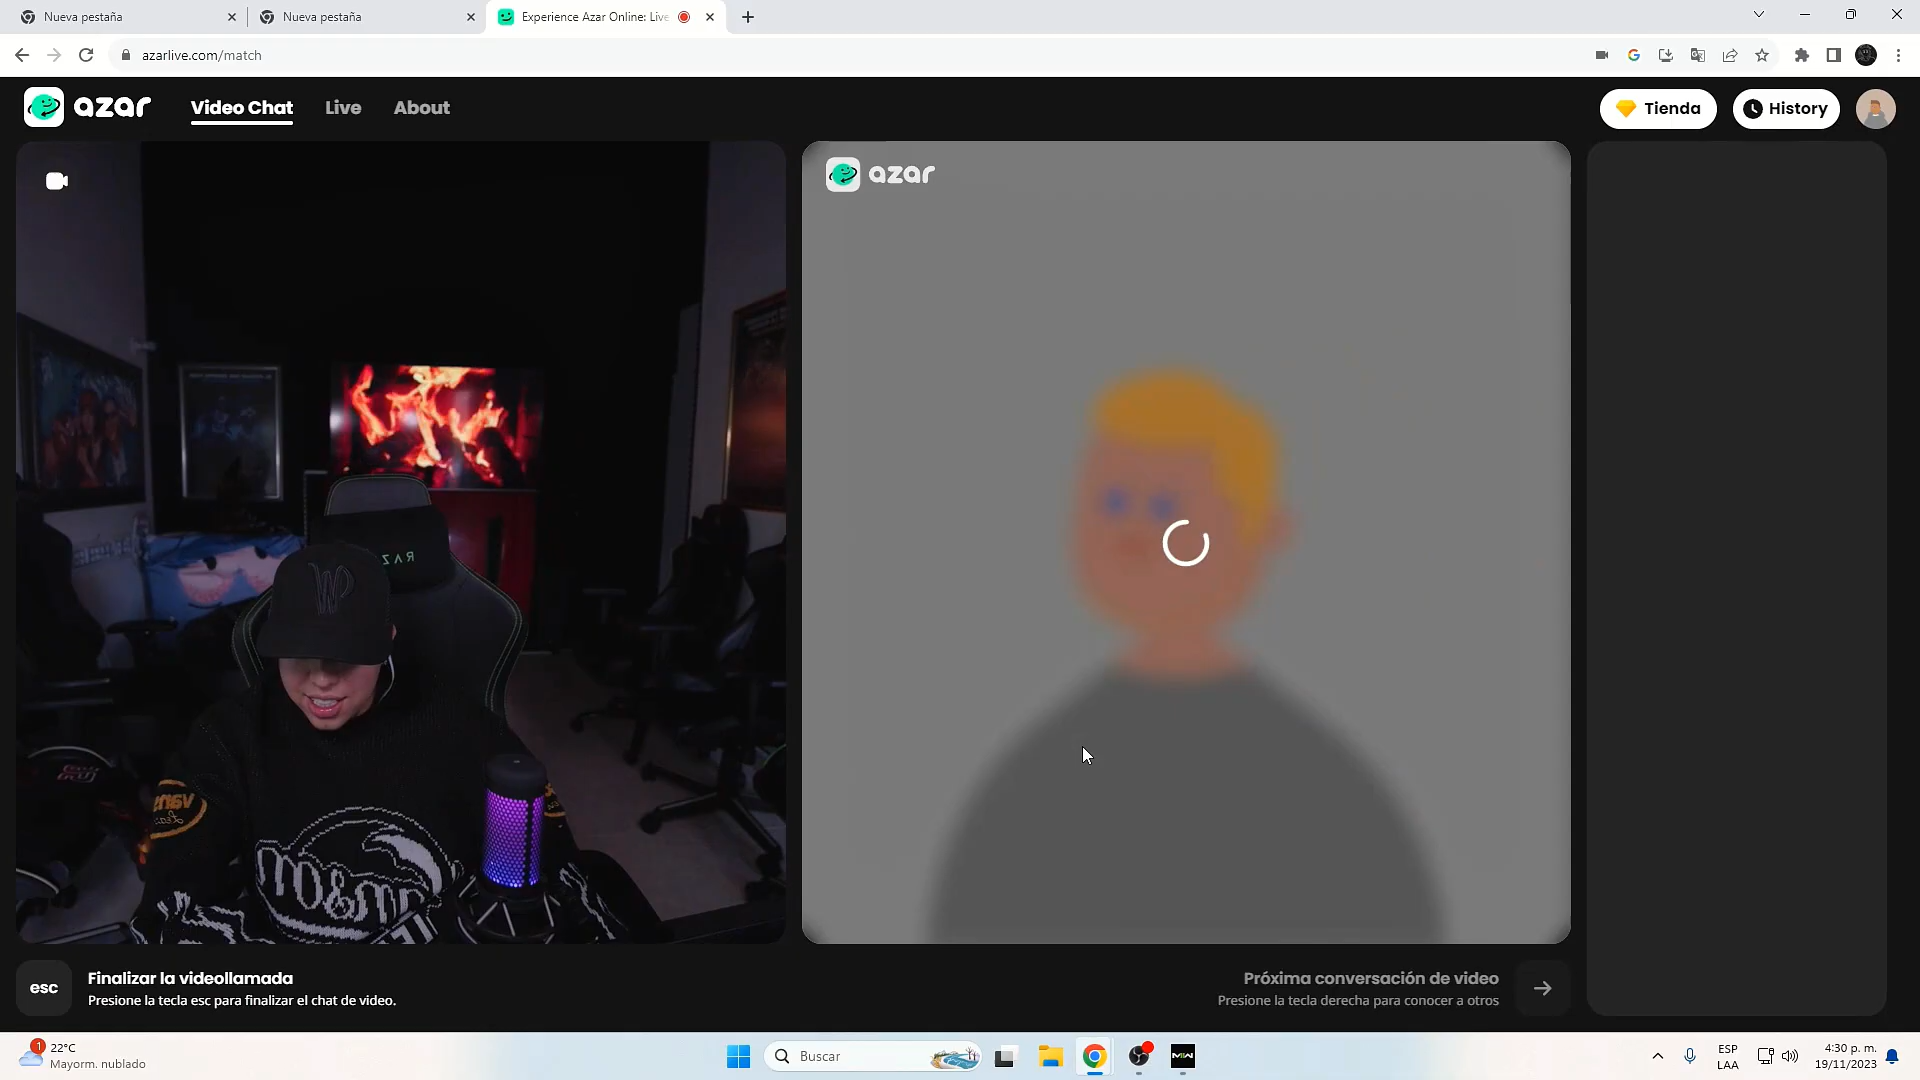 Nueva pestaña
Nueva pestaña
Experience Azar Online: Live
azarlive.com/match
azar
Video Chat
Live
About
Tienda
History
azar
esc
Finalizar la videollamada
Presione la tecla esc para finalizar el chat de video.
Próxima conversación de video
Presione la tecla derecha para conocer a otros
1
22°C
Mayorm. nublado
Buscar
ESP
LAA
4:30 p. m.
19/11/2023